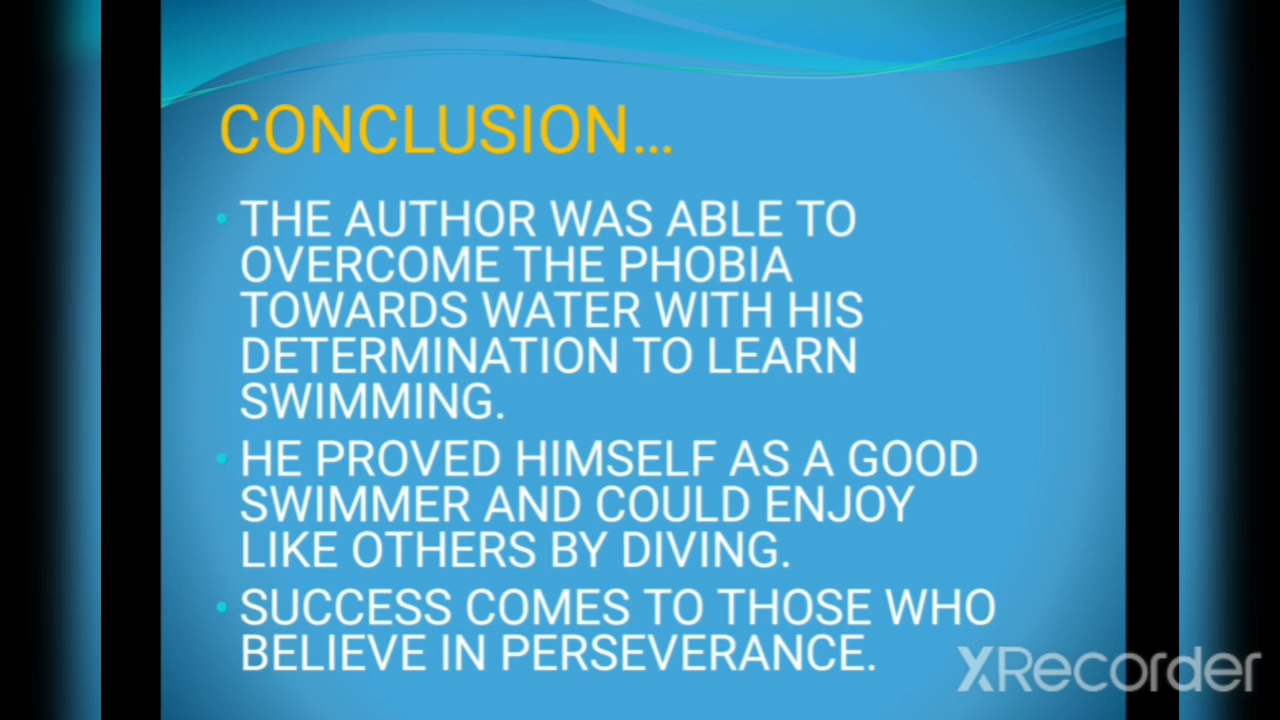 CONCLUSION...
• THE AUTHOR WAS ABLE TO
OVERCOME THE PHOBIA
TOWARDS WATER WITH HIS
DETERMINATION TO LEARN
SWIMMING.
• HE PROVED HIMSELF AS A GOOD
SWIMMER AND COULD ENJOY
LIKE OTHERS BY DIVING.
• SUCCESS COMES TO THOSE WHO
BELIEVE IN PERSEVERANCE.
XRecorder